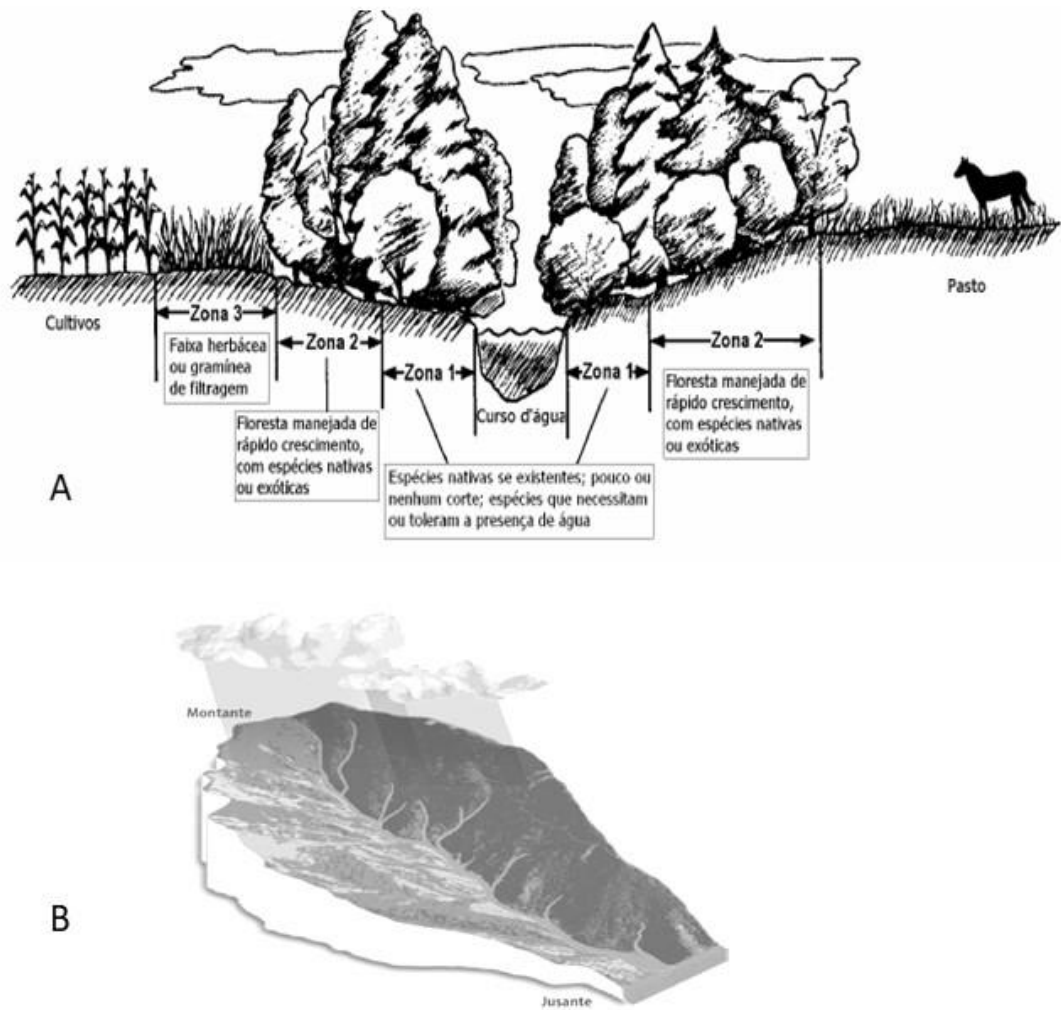 Cultivos
Zona 3
Faixa herbácea
ou gramínea
de filtragem
Zona 2
Floresta manejada de
rápido crescimento,
com espécies nativas
ou exóticas
Zona 1
Curso d'água
Zona 1
Espécies nativas se existentes; pouco ou
nenhum corte; espécies que necessitam
ou toleram a presença de água
Zona 2
Floresta manejada de
rápido crescimento,
com espécies nativas
ou exóticas
Pasto
A
Montante
B
Jusante